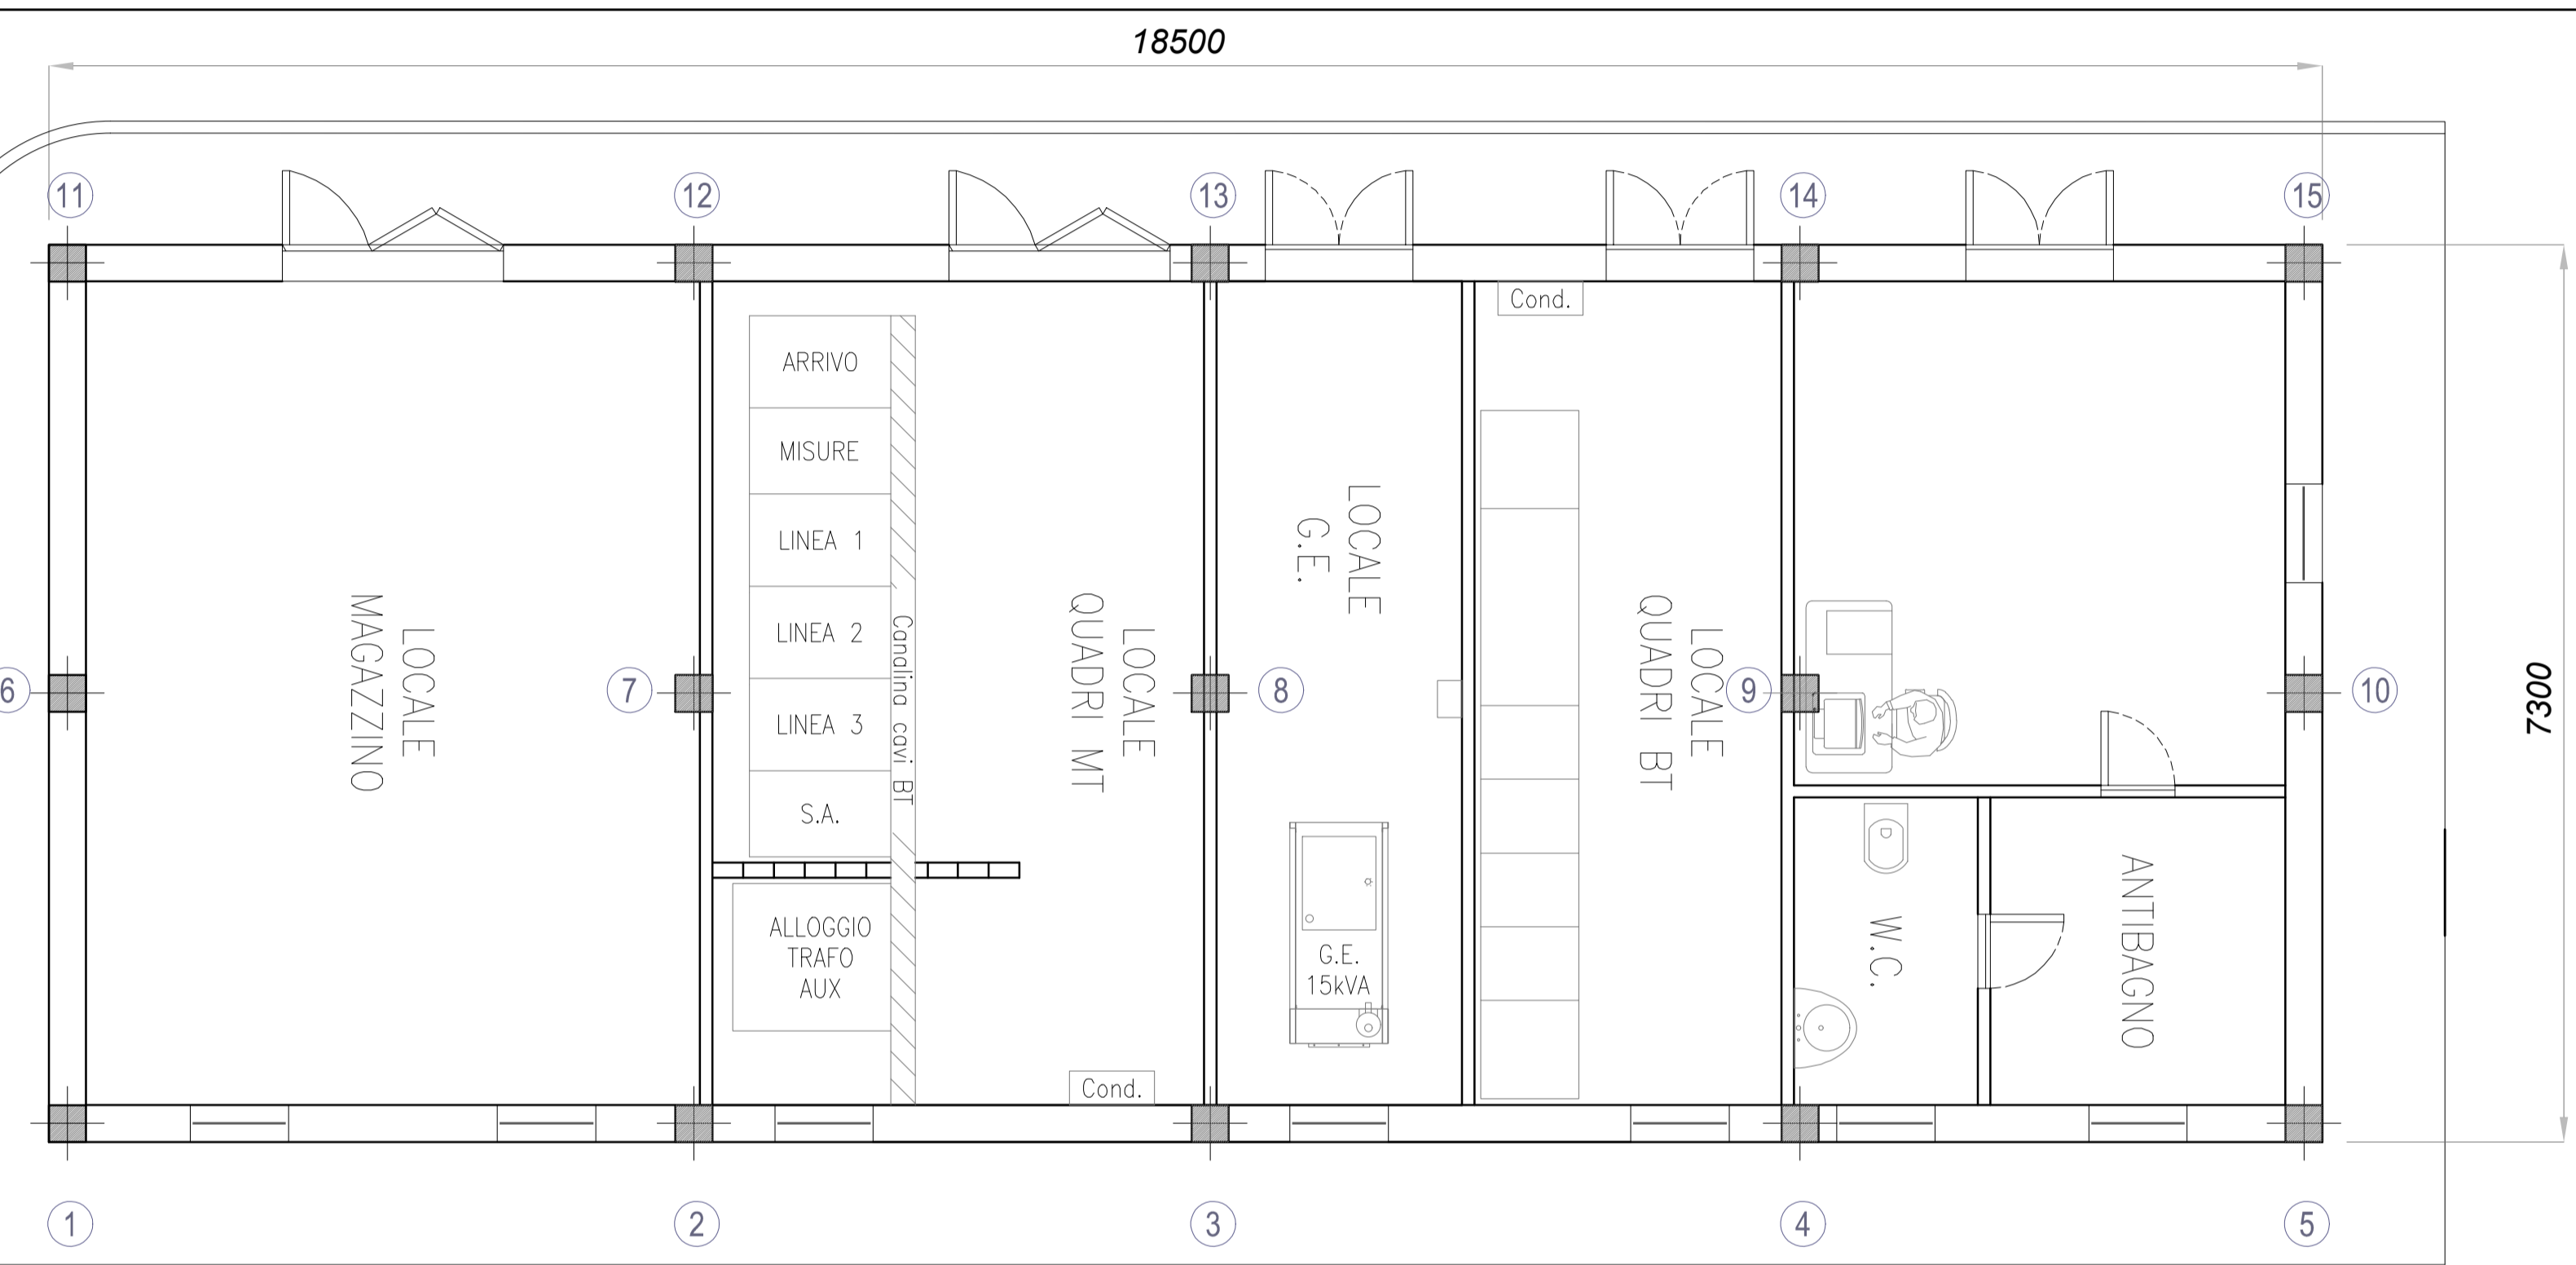 18500
11
12
13
14
15
Cond.
ARRIVO
MISURE
LINEA 1
LINEA 2
LINEA 3
S.A.
Canalina cavi BT
ALLOGGIO
TRAFO
AUX
LOCALE
MAGAZZINO
LOCALE
QUADRI MT
LOCALE
G.E.
LOCALE
QUADRI BT
6
7
8
9
10
7300
G.E.
15kVA
W.C.
ANTIBAGNO
Cond.
1
2
3
4
5